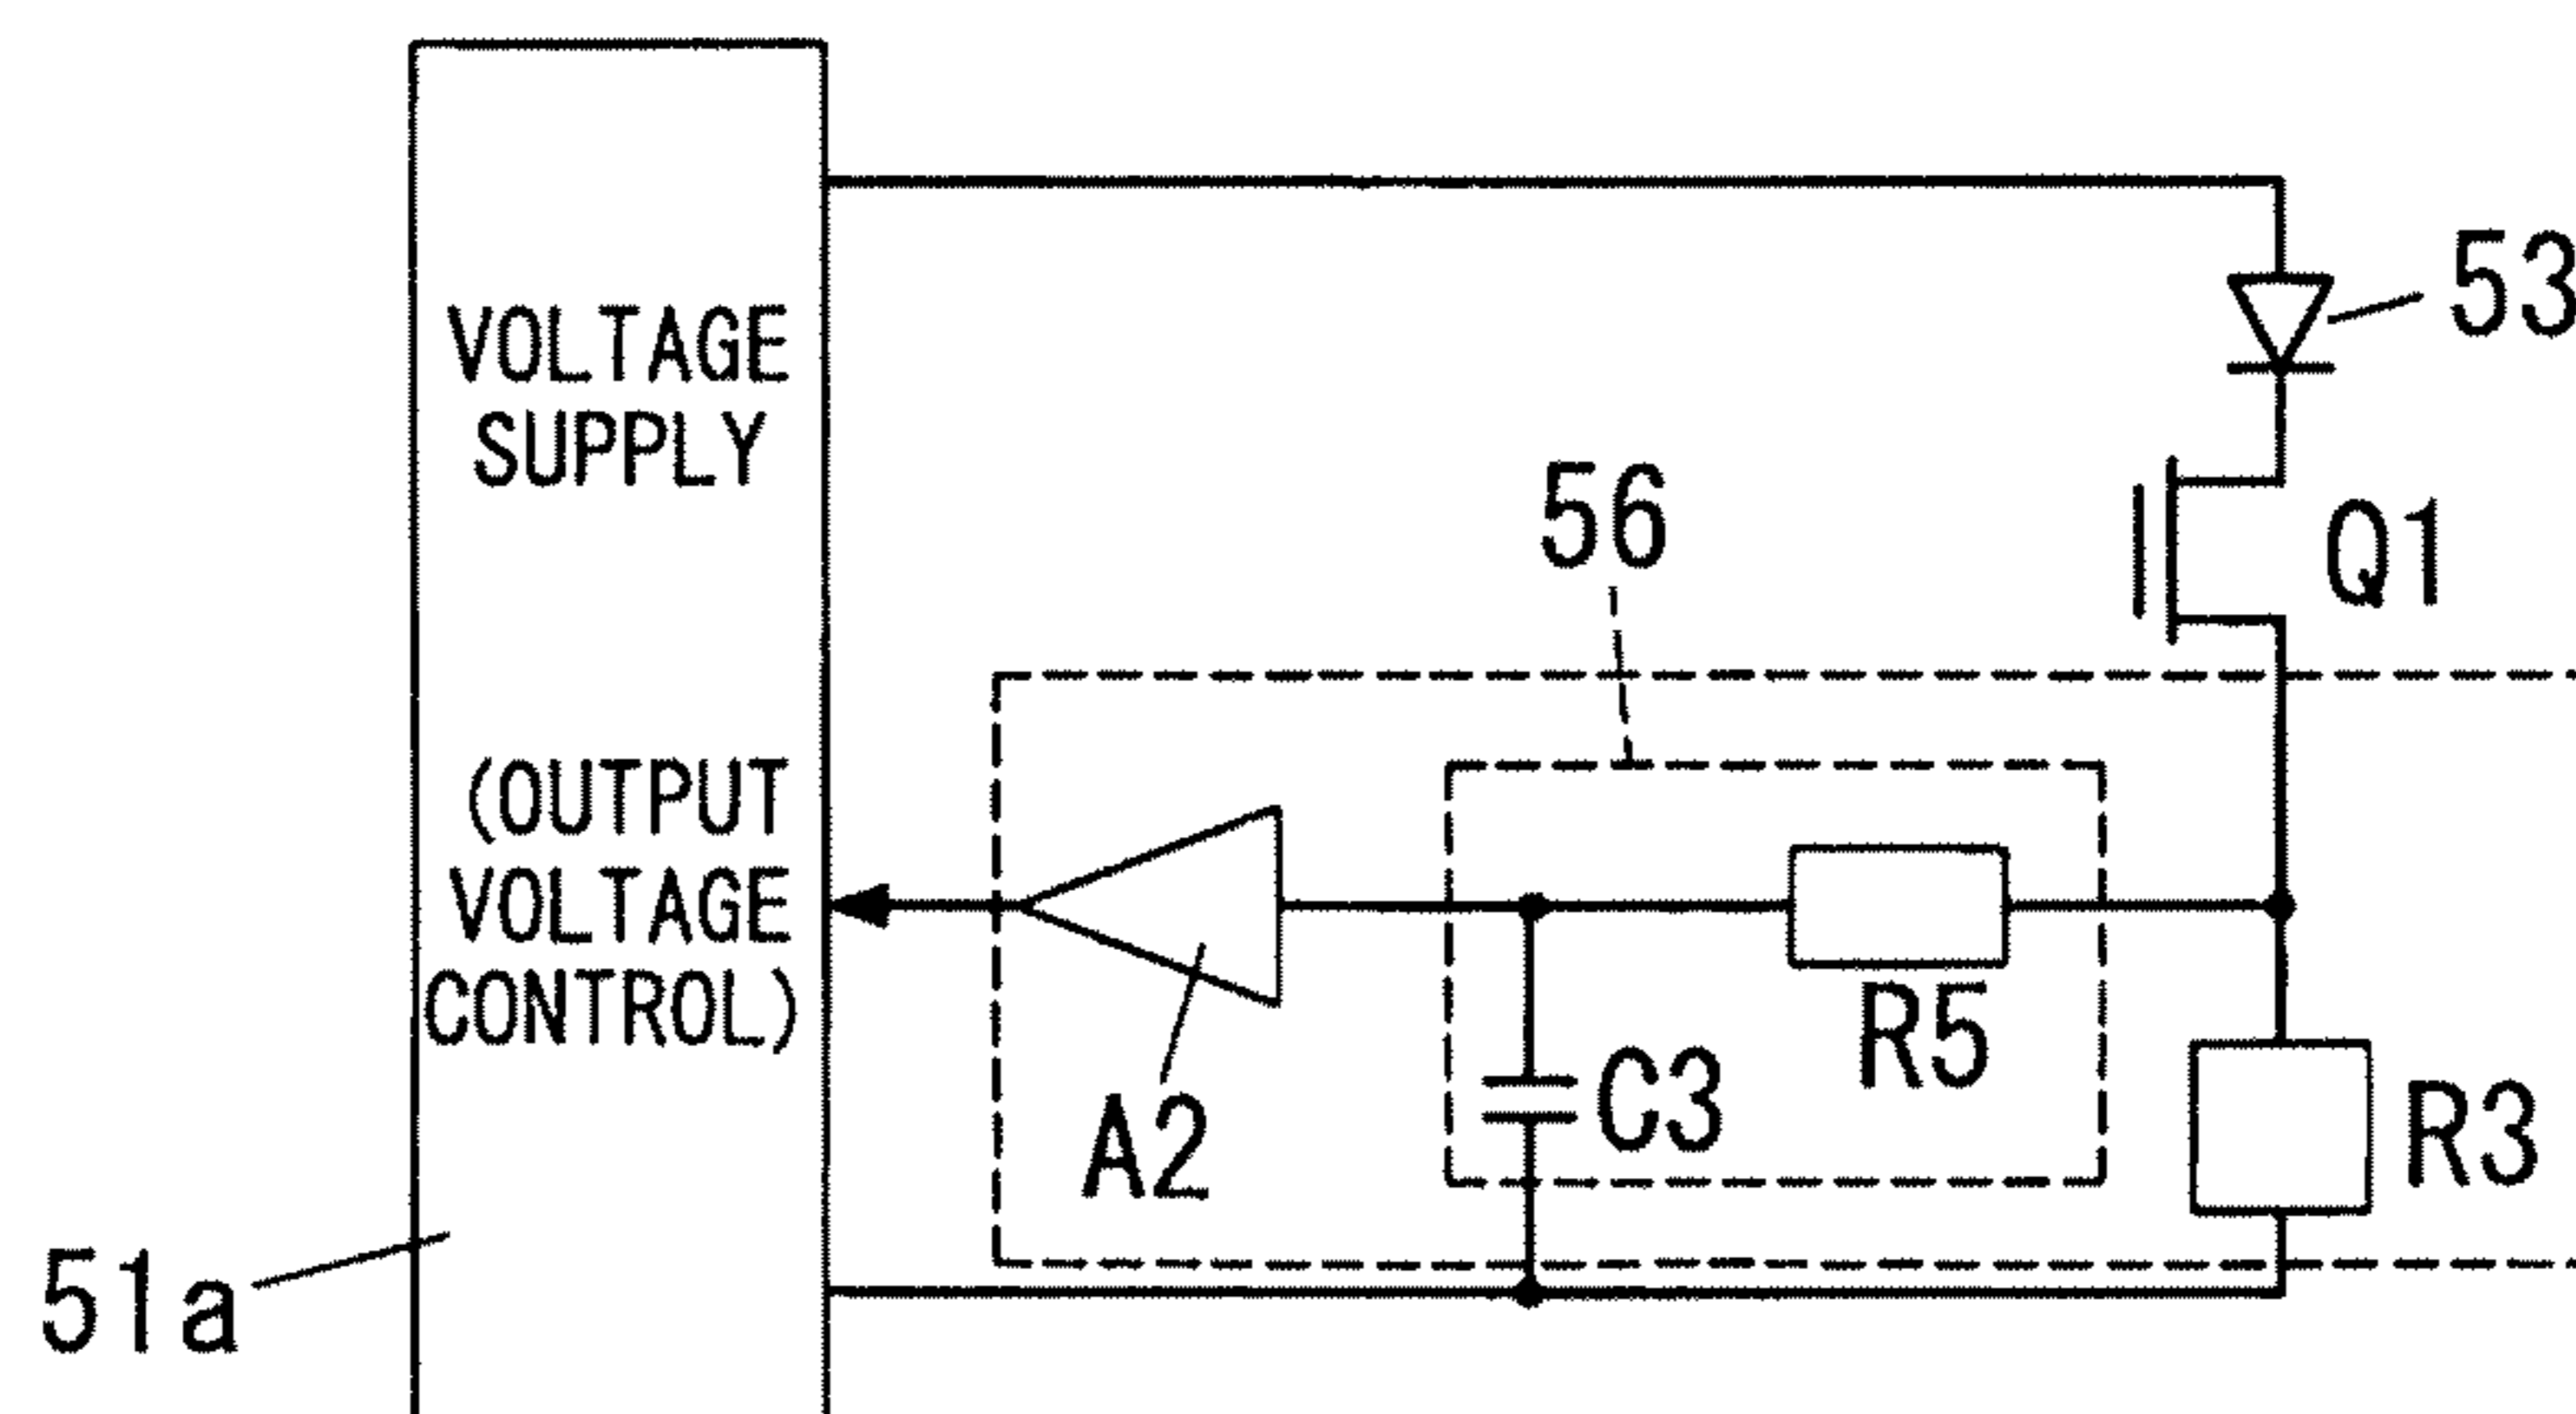 VOLTAGE
SUPPLY
53
56
Q1
(OUTPUT
VOLTAGE
CONTROL)
R5
C3
A2
R3
51a